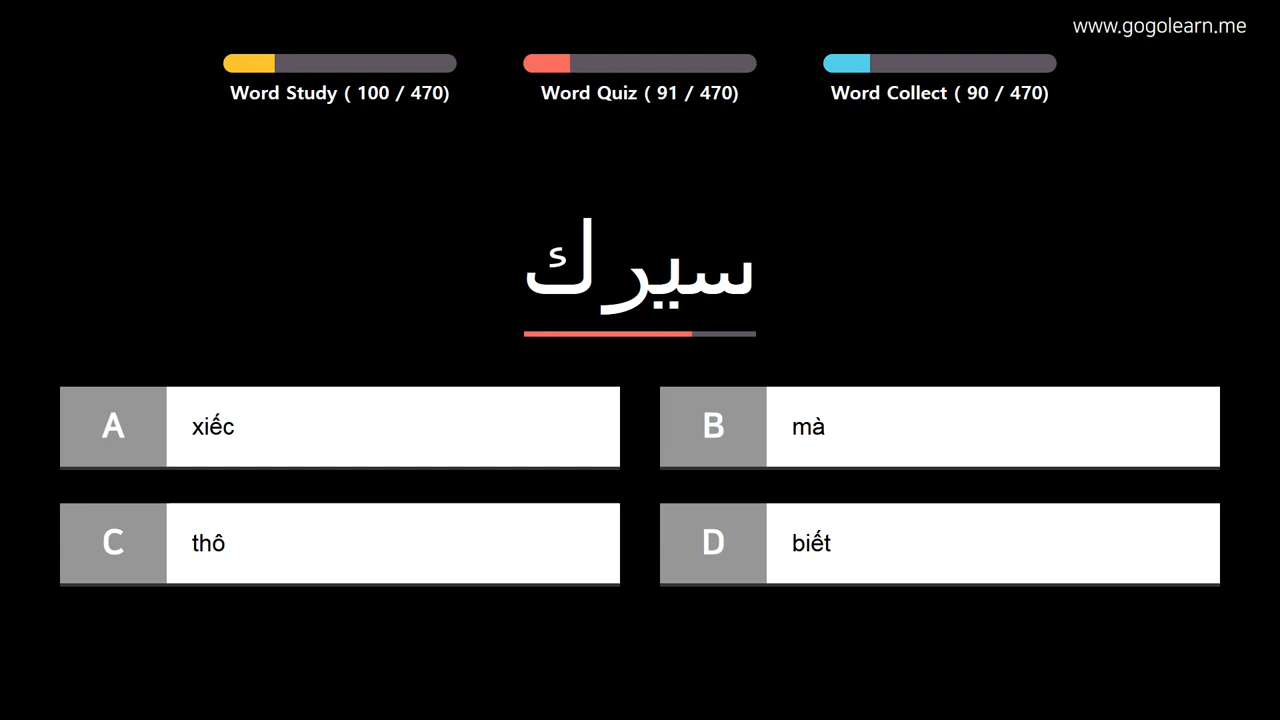 www.gogolearn.me
Word Study ( 100 / 470)
Word Quiz ( 91 / 470)
Word Collect ( 90 / 470)
سيرك
A xiếc
B mà
C thô
D biết